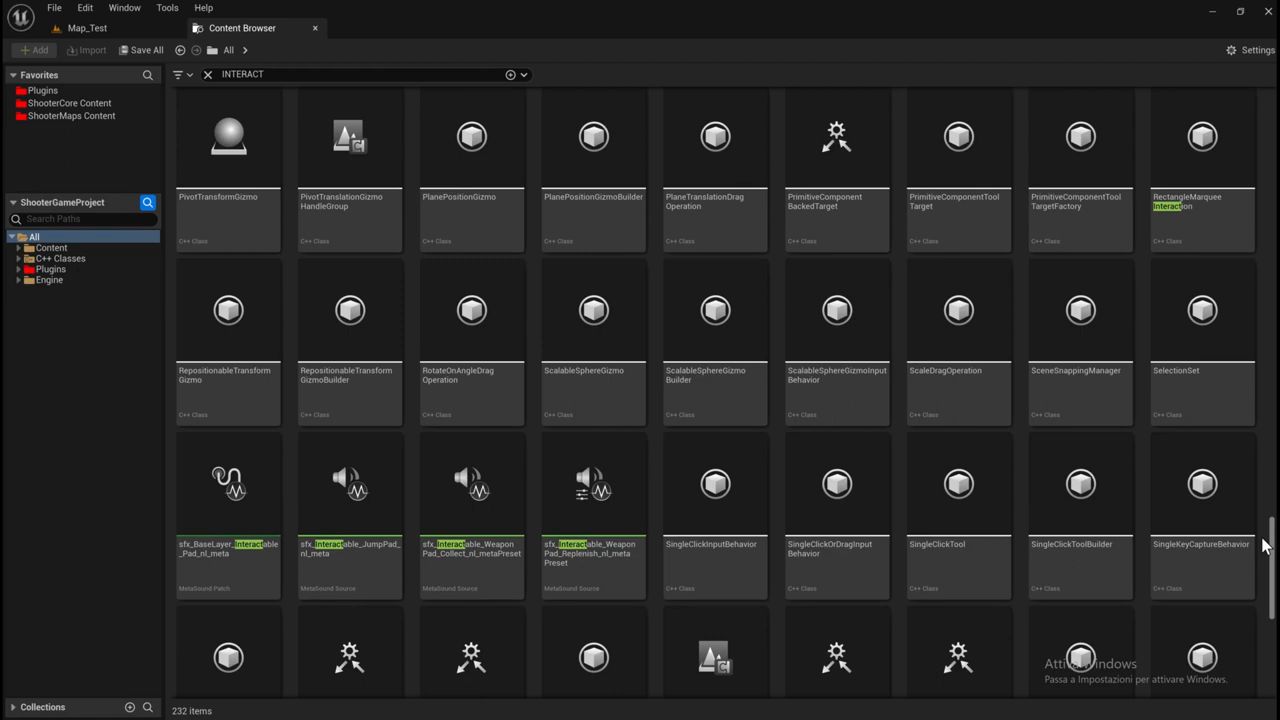 File Edit Window Tools Help
Map_Test
Content Browser
Add
Import
Save All
All
Settings
Favorites
INTERACT
Plugins
ShooterCore Content
ShooterMaps Content
ShooterGameProject
Search Paths
All
Content
C++ Classes
Plugins
Engine
PivotTransformGizmo
C++ Class
PivotTranslationGizmo
HandleGroup
C++ Class
PlanePositionGizmo
C++ Class
PlanePositionGizmoBuilder
C++ Class
PlaneTranslationDrag
Operation
C++ Class
PrimitiveComponent
BackedTarget
C++ Class
PrimitiveComponentTool
Target
C++ Class
PrimitiveComponentTool
TargetFactory
C++ Class
RectangleMarquee
Interaction
C++ Class
RepositionableTransform
Gizmo
C++ Class
RepositionableTransform
GizmoBuilder
C++ Class
RotateOnAngleDrag
Operation
C++ Class
ScalableSphereGizmo
C++ Class
ScalableSphereGizmo
Builder
C++ Class
ScalableSphereGizmoInput
Behavior
C++ Class
ScaleDragOperation
C++ Class
SceneSnappingManager
C++ Class
SelectionSet
C++ Class
sfx_BaseLayer_Interactable
_Pad_nl_meta
MetaSound Patch
sfx_Interactable_JumpPad_
nl_meta
MetaSound Source
sfx_Interactable_Weapon
Pad_Collect_nl_metaPreset
MetaSound Source
sfx_Interactable_Weapon
Pad_Replenish_nl_meta
Preset
MetaSound Source
SingleClickInputBehavior
C++ Class
SingleClickOrDragInput
Behavior
C++ Class
SingleClickTool
C++ Class
SingleClickToolBuilder
C++ Class
SingleKeyCaptureBehavior
C++ Class
Passa a Impostazioni per attivare Windows.
Collections
232 items